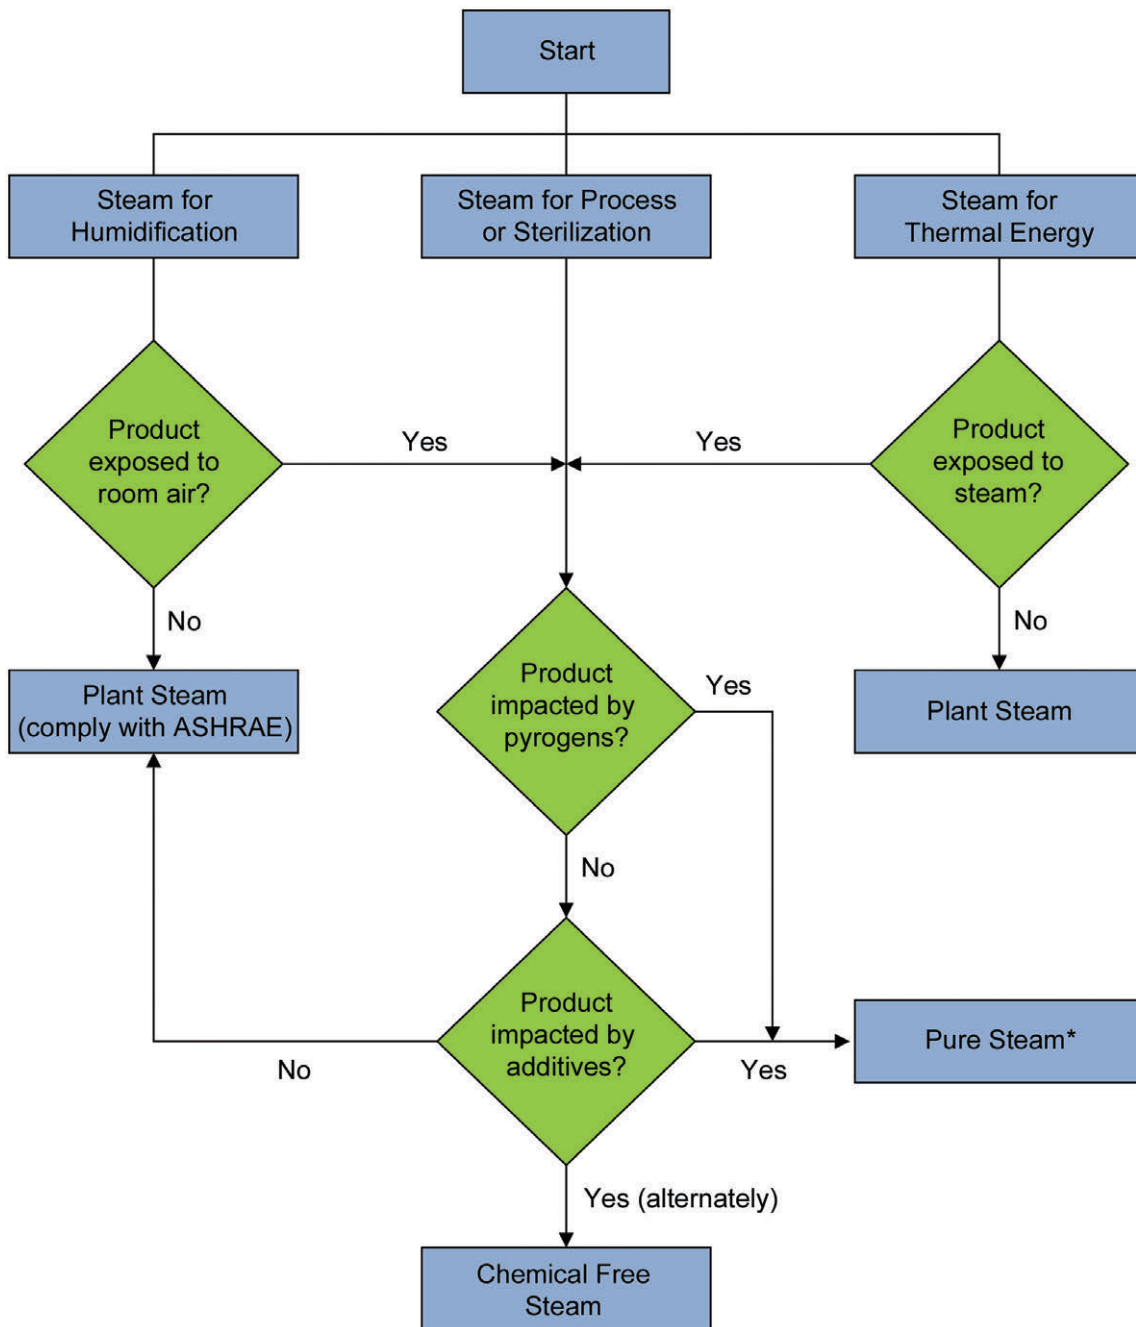 Start
Steam for
Humidification
Steam for Process
or Sterilization
Steam for
Thermal Energy
Product
exposed to
room air?
Yes
Yes
Product
exposed to
steam?
No
No
Plant Steam
(comply with ASHRAE)
Product
impacted by
pyrogens?
Yes
Plant Steam
No
Product
impacted by
additives?
No
Yes
Pure Steam*
Yes (alternately)
Chemical Free
Steam